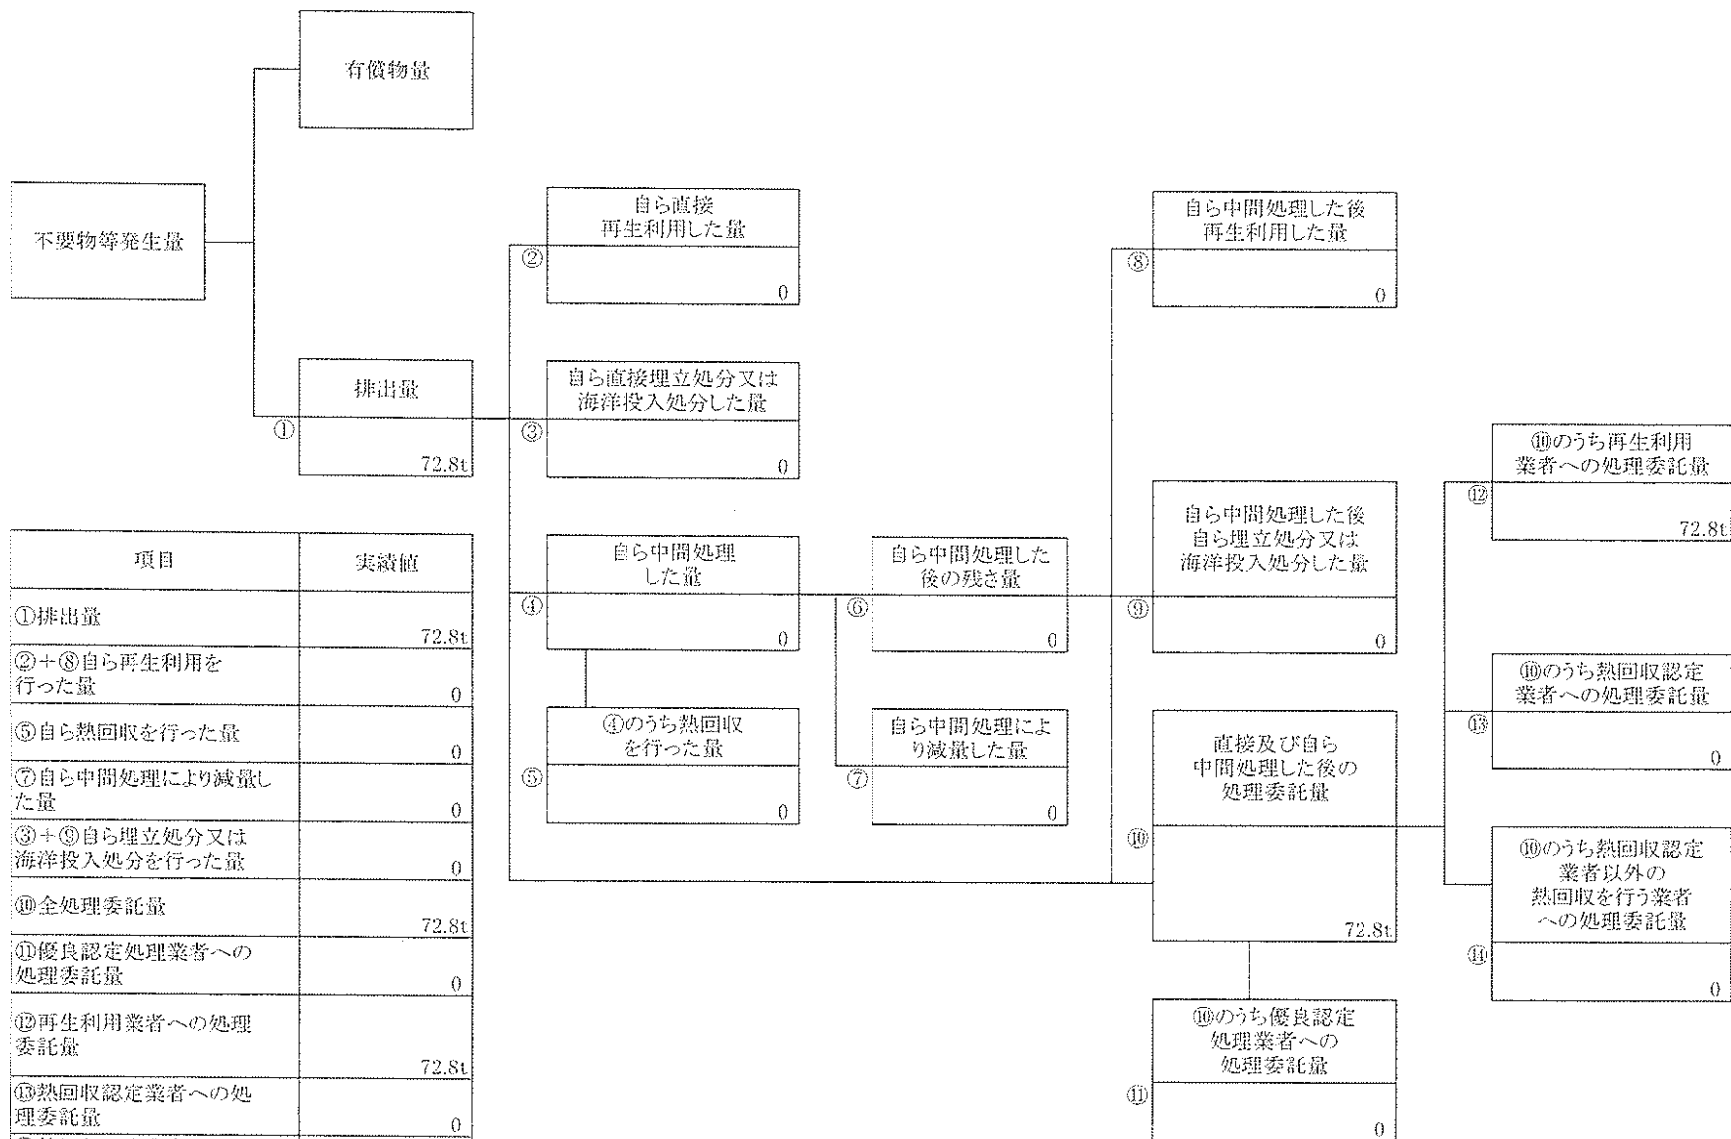 有償物量
不要物等発生量
排出量
①
72.8t
自ら直接
再生利用した量
②
0
自ら直接埋立処分又は
海洋投入処分した量
③
0
自ら中間処理
した量
④
0
④のうち熱回収
を行った量
⑤
0
自ら中間処理した
後の残さ量
⑥
0
自ら中間処理によ
り減量した量
⑦
0
自ら中間処理した後
再生利用した量
⑧
0
自ら中間処理した後
自ら埋立処分又は
海洋投入処分した量
⑨
0
直接及び自ら
中間処理した後の
処理委託量
⑩
72.8t
⑩のうち優良認定
処理業者への
処理委託量
⑪
0
⑩のうち再生利用
業者への処理委託量
⑫
72.8t
⑩のうち熱回収認定
業者への処理委託量
⑬
0
⑩のうち熱回収認定
業者以外の
熱回収を行う業者
への処理委託量
⑭
0
項目 実績値
①排出量
72.8t
②+⑧自ら再生利用を
行った量
0
⑤自ら熱回収を行った量
0
⑦自ら中間処理により減量し
た量
0
③+⑨自ら埋立処分又は
海洋投入処分を行った量
0
⑩全処理委託量
72.8t
⑪優良認定処理業者への
処理委託量
0
⑫再生利用業者への処理
委託量
72.8t
⑬熱回収認定業者への処
理委託量
0